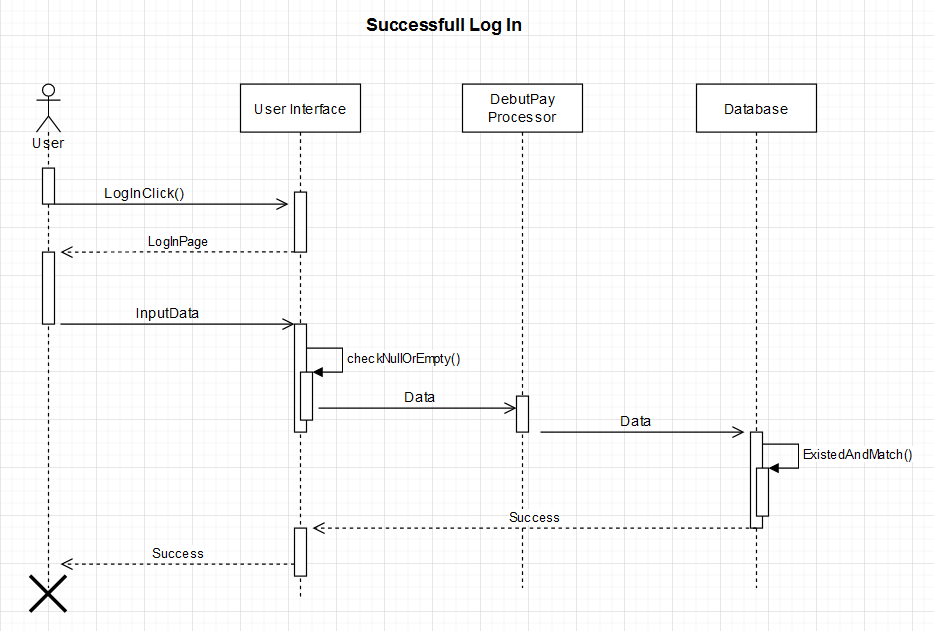 Successfull Log In
User
User Interface
DebutPay
Processor
Database
LogInClick()
LogInPage
InputData
checkNullOrEmpty()
Data
Data
ExistedAndMatch()
Success
Success